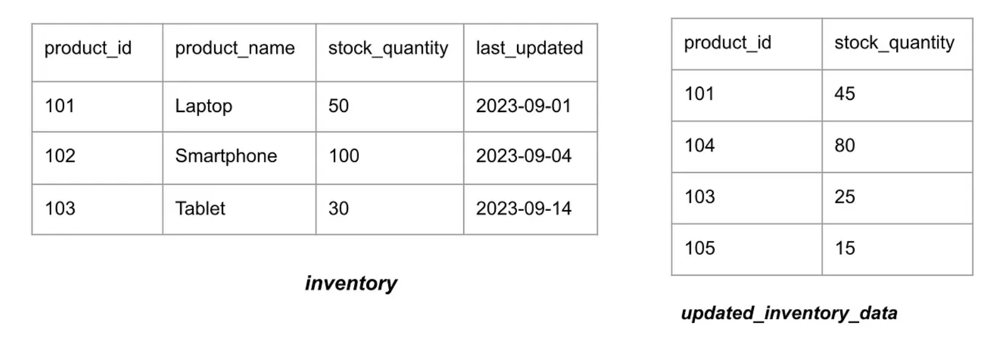 product_id product_name stock_quantity last_updated
101 Laptop 50 2023-09-01
102 Smartphone 100 2023-09-04
103 Tablet 30 2023-09-14
inventory
product_id stock_quantity
101 45
104 80
103 25
105 15
updated_inventory_data